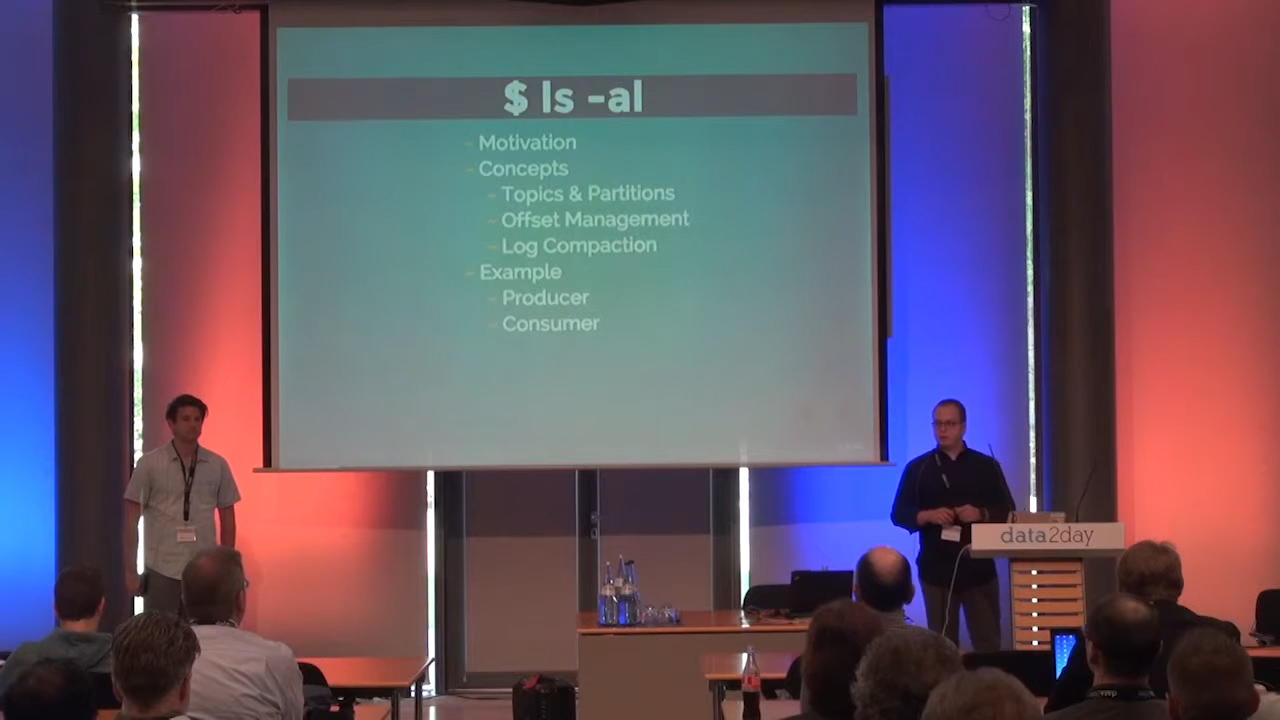 $ ls -al
- Motivation
- Concepts
- Topics & Partitions
- Offset Management
- Log Compaction
- Example
- Producer
- Consumer
data2day